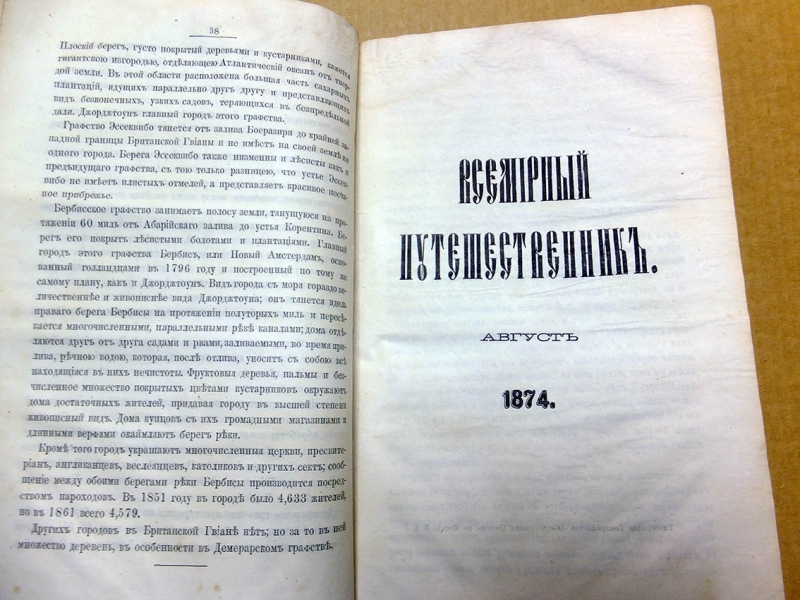 38
Плоскій берегъ, густо покрытый деревьями и кустарниками, кажется
гигантскою изгородью, отдѣляющею Атлантическій океанъ отъ твер-
дой земли. Въ этой области расположена большая часть сахарныхъ
плантацій, идущихъ параллельно другъ другу и представляющихъ
видъ безконечныхъ, узкихъ садовъ, теряющихся въ безпредѣльной
дали. Джорджтоунъ главный городъ этого графства.
Графство Эссеквибо тянется отъ залива Боеразири до крайней за-
падной границы Британской Гвіаны и не имѣетъ на своей землѣ ни
одного города. Берега Эссеквибо также низменны и лѣсисты какъ и
предъидущаго графства, съ тою только разницею, что устье Эссек-
вибо не имѣетъ илистыхъ отмелей, а представляетъ красивое песча-
ное прибрежье.
Бербисское графство занимаетъ полосу земли, тянущуюся на про-
тяженіи 60 миль отъ Абарійскаго залива до устья Корентина. Бе-
регъ его покрытъ лѣсистыми болотами и плантаціями. Главный
городъ этого графства Бербисъ, или Новый Амстердамъ, осно-
ванный голландцами въ 1796 году и построенный по тому же
самому плану, какъ и Джорджтоунъ. Видъ города съ моря гораздо ве-
личественнѣе и живописнѣе вида Джорджтоуна; онъ тянется вдоль
праваго берега Бербисы на протяженіи полуторыхъ миль и пересѣ-
кается многочисленными, параллельными рѣкѣ каналами; дома отдѣ-
ляются другъ отъ друга садами и рвами, заливаемыми, во время при-
лива, рѣчною водою, которая, послѣ отлива, уноситъ съ собою всѣ
находящіяся въ нихъ нечистоты. Фруктовыя деревья, пальмы и без-
численное множество покрытыхъ цвѣтами кустарниковъ окружаютъ
дома достаточныхъ жителей, придавая городу въ высшей степени
живописный видъ. Дома купцовъ съ ихъ громадными магазинами и
длинными верфями окаймляютъ берегъ рѣки.
Кромѣ того городъ украшаютъ многочисленныя церкви, пресвите-
ріанъ, англиканцевъ, веслеянцевъ, католиковъ и другихъ сектъ; сооб-
щеніе между обоими берегами рѣки Бербисы производится посред-
ствомъ пароходовъ. Въ 1851 году въ городѣ было 4,633 жителей,
но въ 1861 всего 4,579.
Другихъ городовъ въ Британской Гвіанѣ нѣтъ; но за то въ ней
множество деревень, въ особенности въ Демерарскомъ графствѣ.
ВСЕМІРНЫЙ
ПУТЕШЕСТВЕННИКЪ.
АВГУСТЪ
1874.